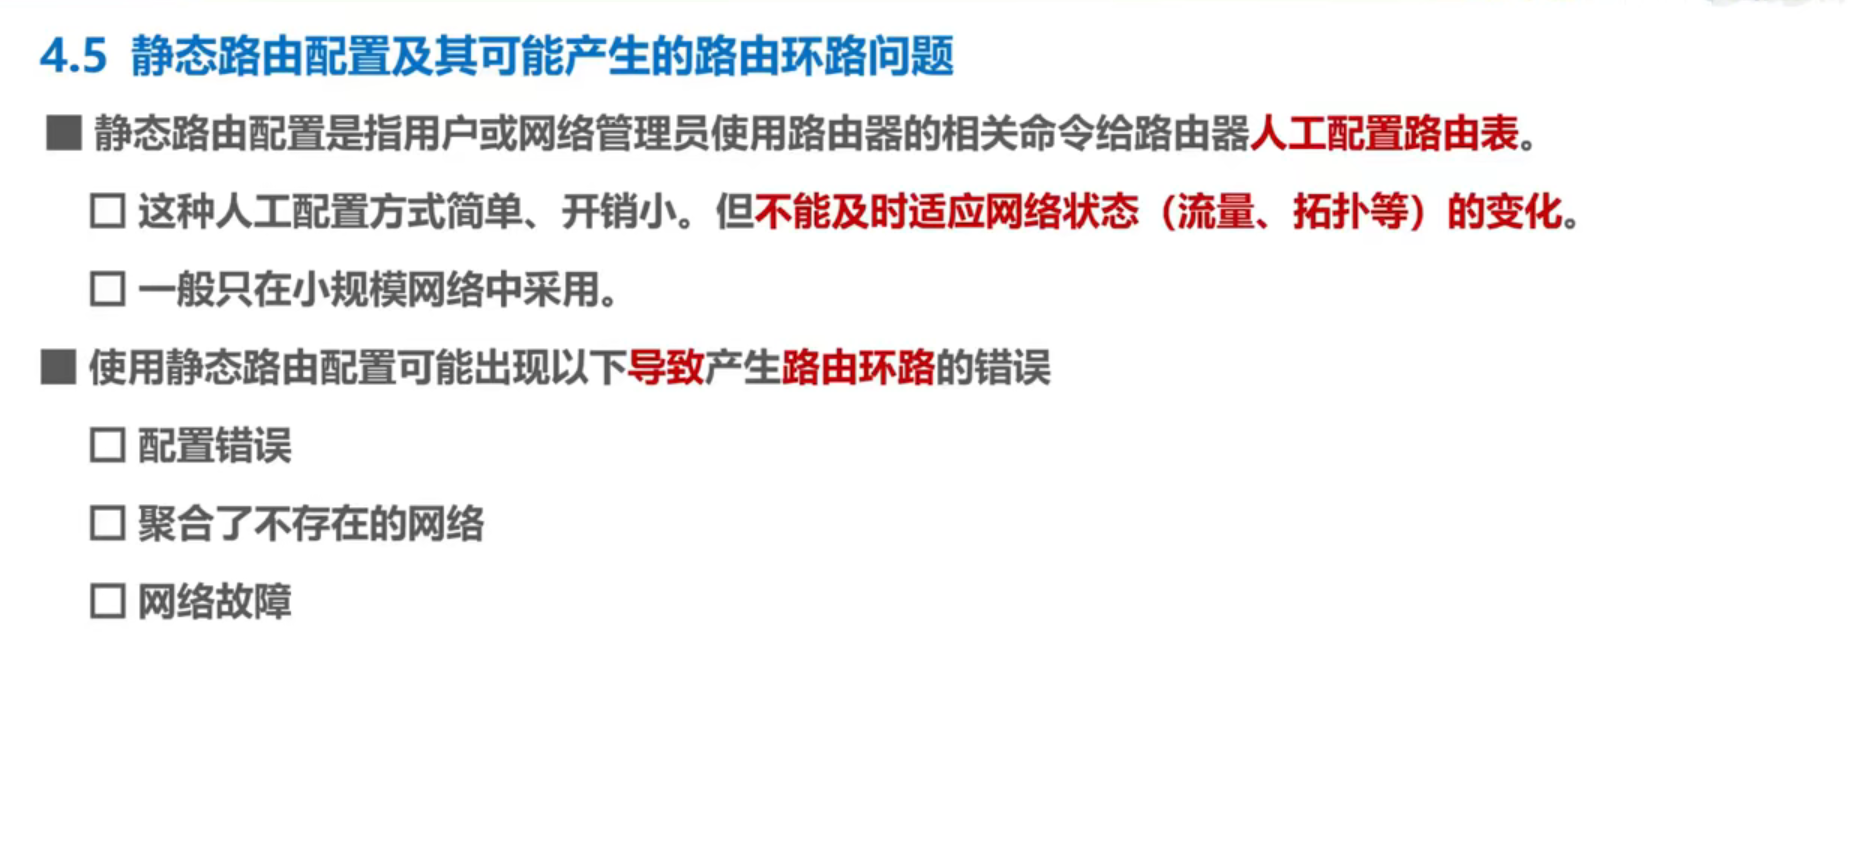 4.5 静态路由配置及其可能产生的路由环路问题
静态路由配置是指用户或网络管理员使用路由器的相关命令给路由器人工配置路由表。
这种人工配置方式简单、开销小。但不能及时适应网络状态（流量、拓扑等）的变化。
一般只在小规模网络中采用。
使用静态路由配置可能出现以下导致产生路由环路的错误
配置错误
聚合了不存在的网络
网络故障